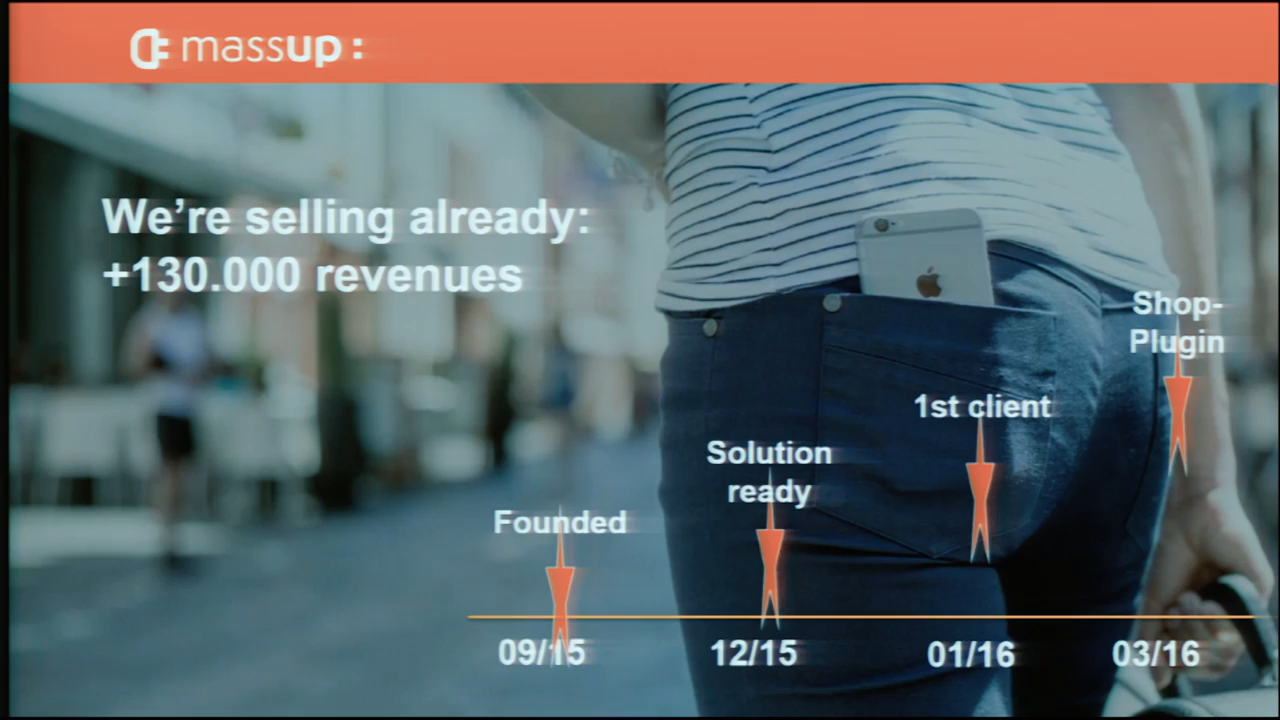 massup:
We're selling already:
+130.000 revenues
Shop-
Plugin
1st client
Solution
ready
Founded
09/15
12/15
01/16
03/16